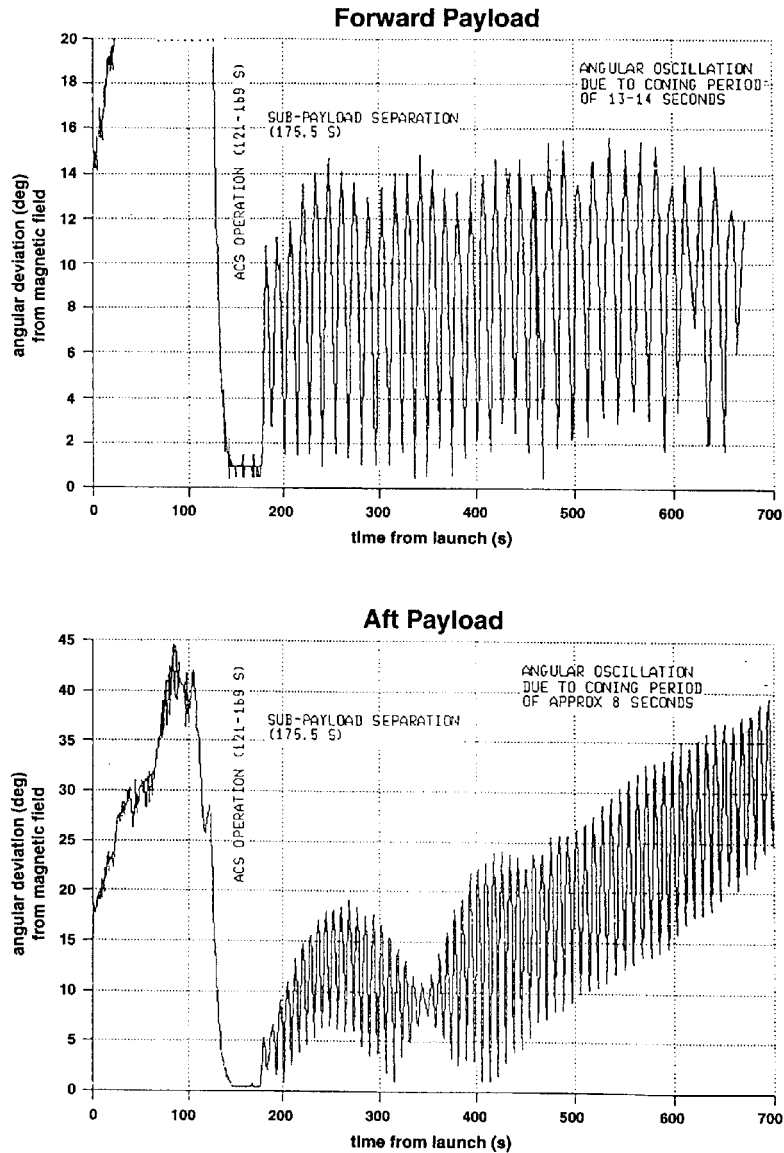 Forward Payload
20
18
16
14
12
10
8
6
4
2
0
angular deviation (deg)
from magnetic field
ACS OPERATION (121-169 S)
SUB-PAYLOAD SEPARATION
(175.5 S)
ANGULAR OSCILLATION
DUE TO CONING PERIOD
OF 13-14 SECONDS
0 100 200 300 400 500 600 700
time from launch (s)
Aft Payload
45
40
35
30
25
20
15
10
5
0
angular deviation (deg)
from magnetic field
ACS OPERATION (121-169 S)
SUB-PAYLOAD SEPARATION
(175.5 S)
ANGULAR OSCILLATION
DUE TO CONING PERIOD
OF APPROX 8 SECONDS
0 100 200 300 400 500 600 700
time from launch (s)